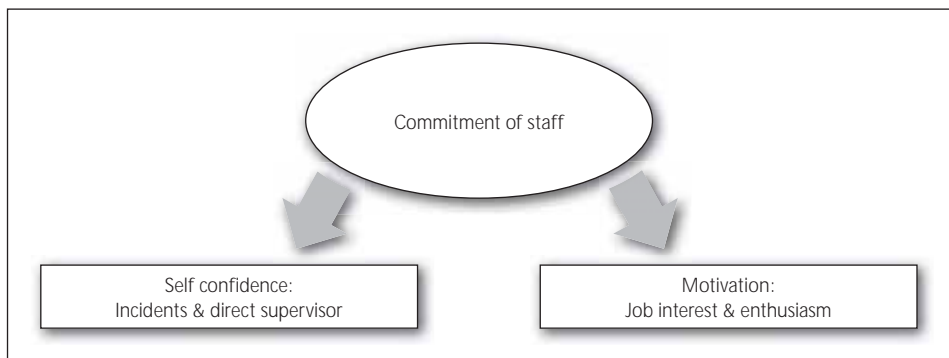 Commitment of staff
Self confidence:
Incidents & direct supervisor
Motivation:
Job interest & enthusiasm